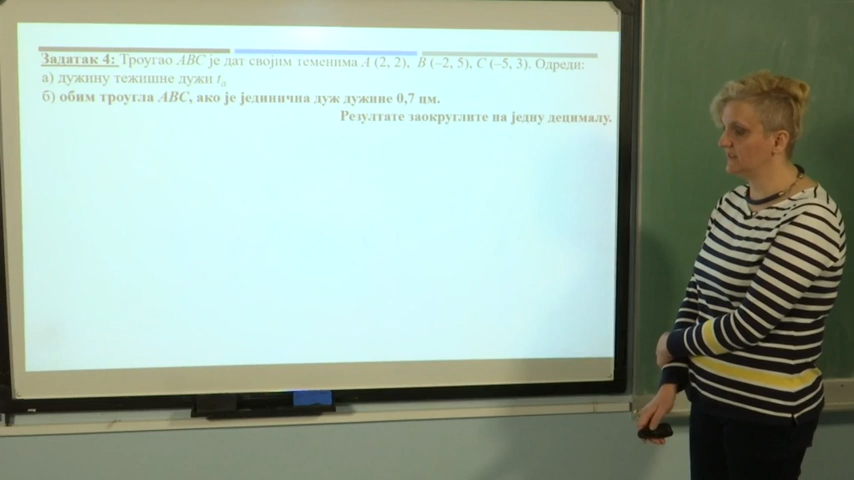 Задатак 4: Троугао ABC је дат својим теменима A (2, 2), B (–2, 5), C (–5, 3). Одреди:
а) дужину тежишне дужи tₐ
б) обим троугла ABC, ако је јединична дуж дужине 0,7 цм.
Резултате заокруглите на једну децималу.